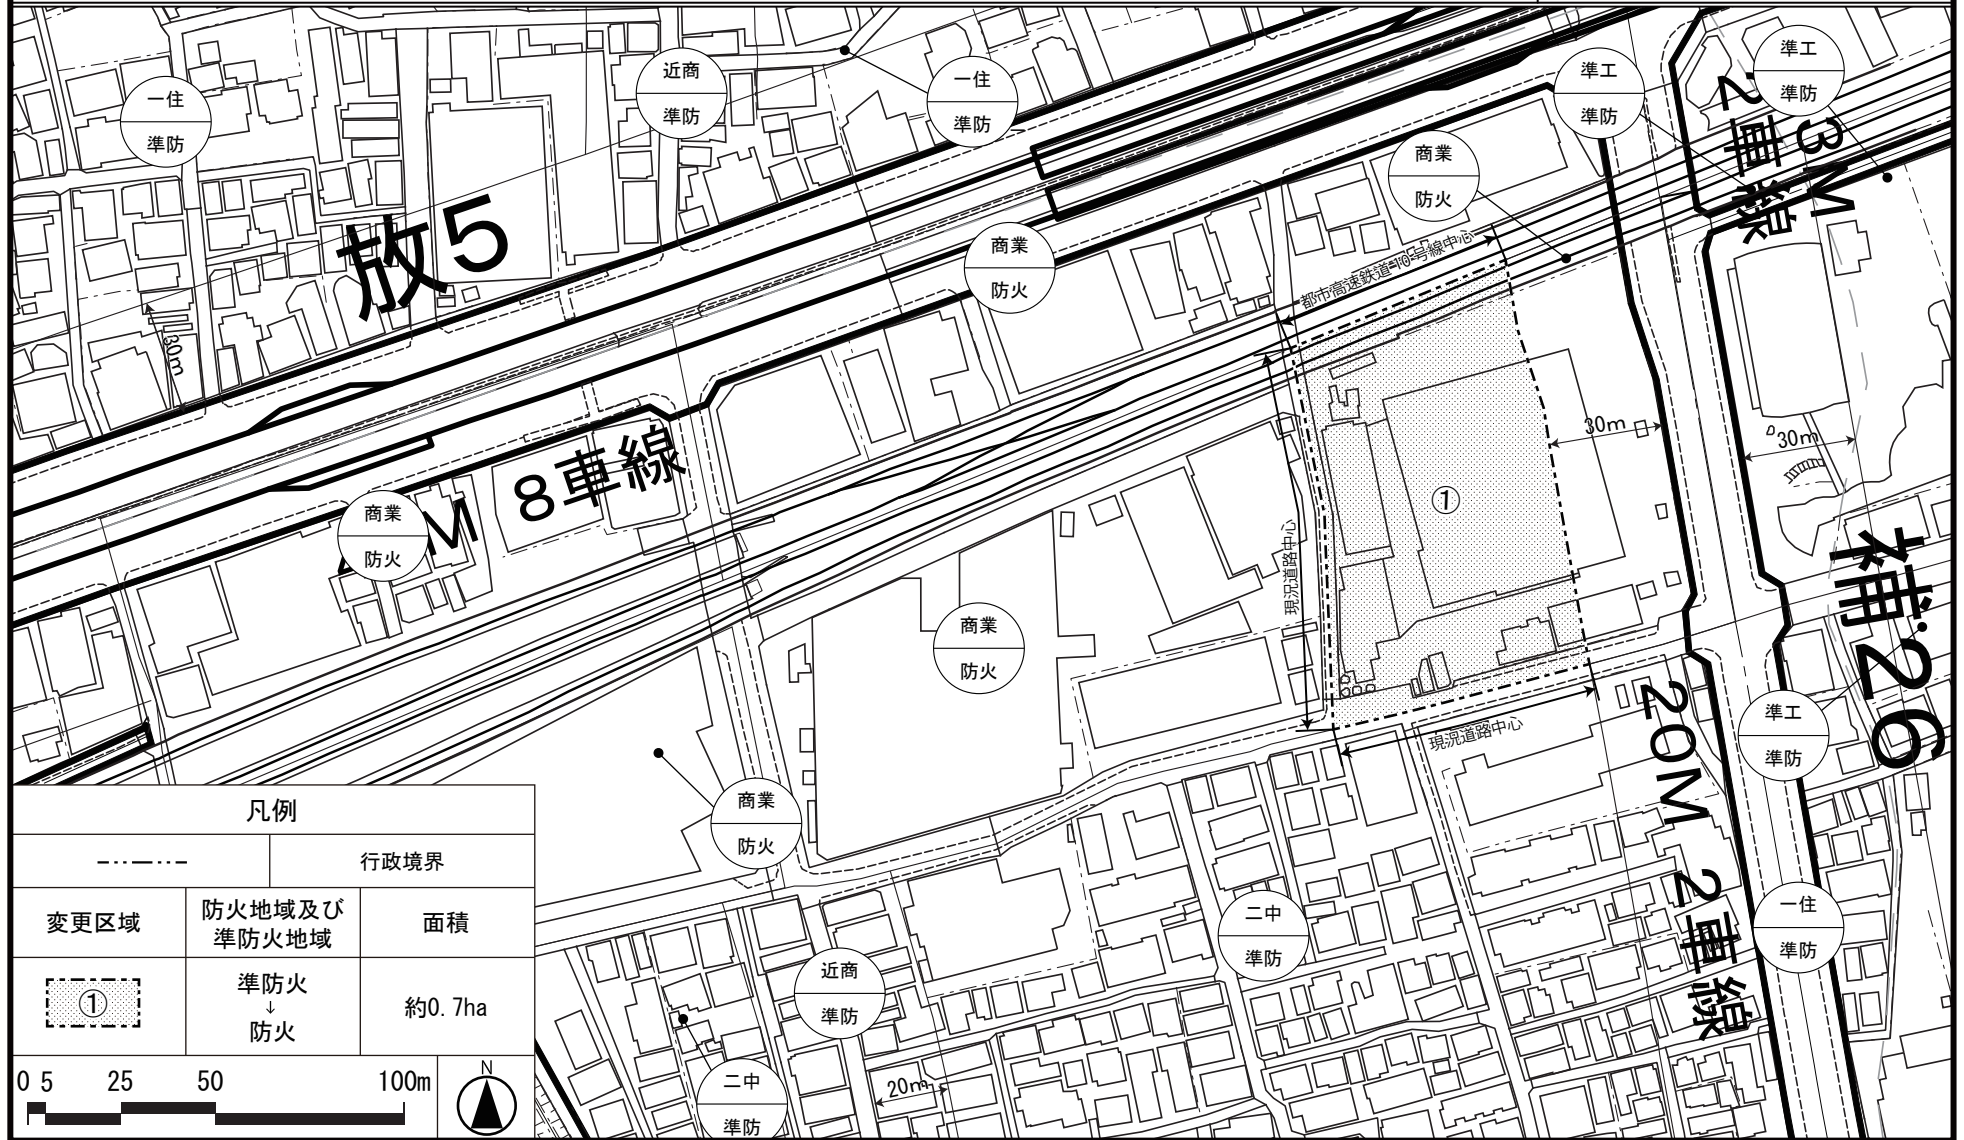 一住
準防
近商
準防
一住
準防
準工
準防
準工
準防
商業
防火
商業
防火
放5
30m
都市高速鉄道10号線中心
2車線
3M
8車線
M
商業
防火
商業
防火
商業
防火
①
30m
30m
現況道路中心
現況道路中心
補26
20M 2車線
準工
準防
一住
準防
二中
準防
近商
準防
二中
準防
20m
凡例
行政境界
変更区域
防火地域及び
準防火地域
面積
①
準防火
↓
防火
約0.7ha
0 5 25 50 100m
N